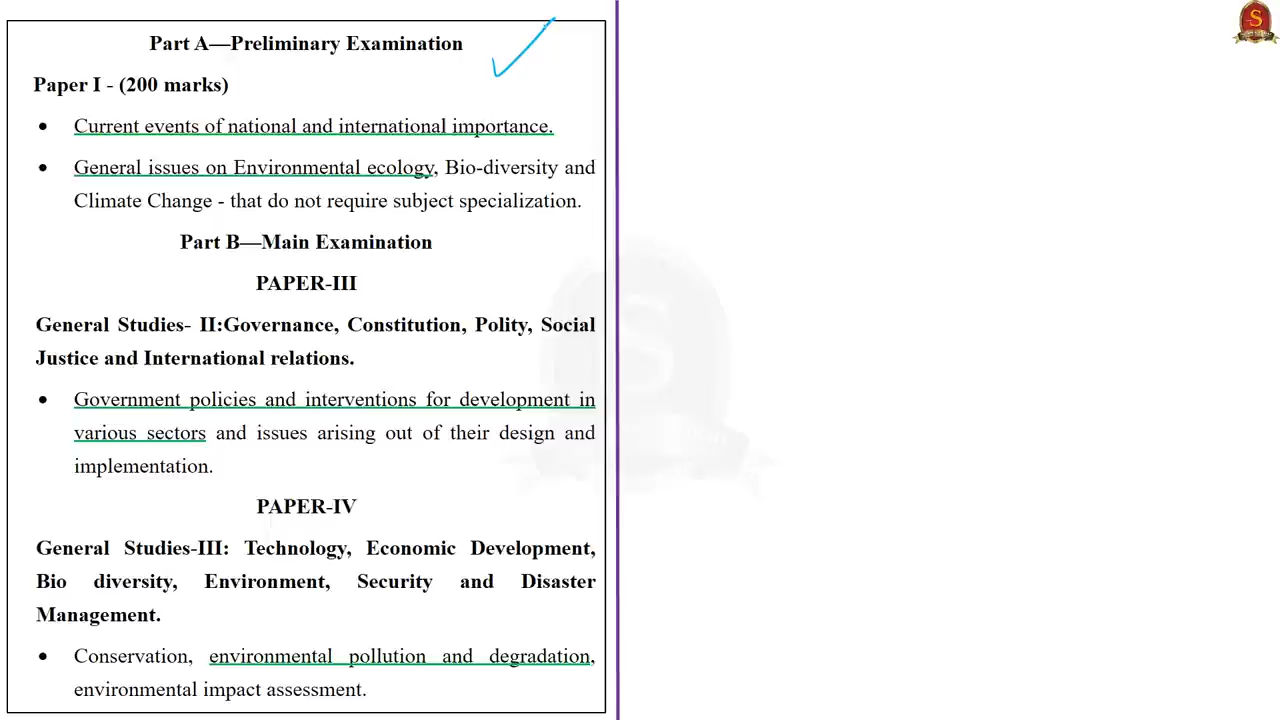 Part A—Preliminary Examination
Paper I - (200 marks)
• Current events of national and international importance.
• General issues on Environmental ecology, Bio-diversity and
Climate Change - that do not require subject specialization.
Part B—Main Examination
PAPER-III
General Studies- II:Governance, Constitution, Polity, Social
Justice and International relations.
• Government policies and interventions for development in
various sectors and issues arising out of their design and
implementation.
PAPER-IV
General Studies-III: Technology, Economic Development,
Bio diversity, Environment, Security and Disaster
Management.
• Conservation, environmental pollution and degradation,
environmental impact assessment.
S